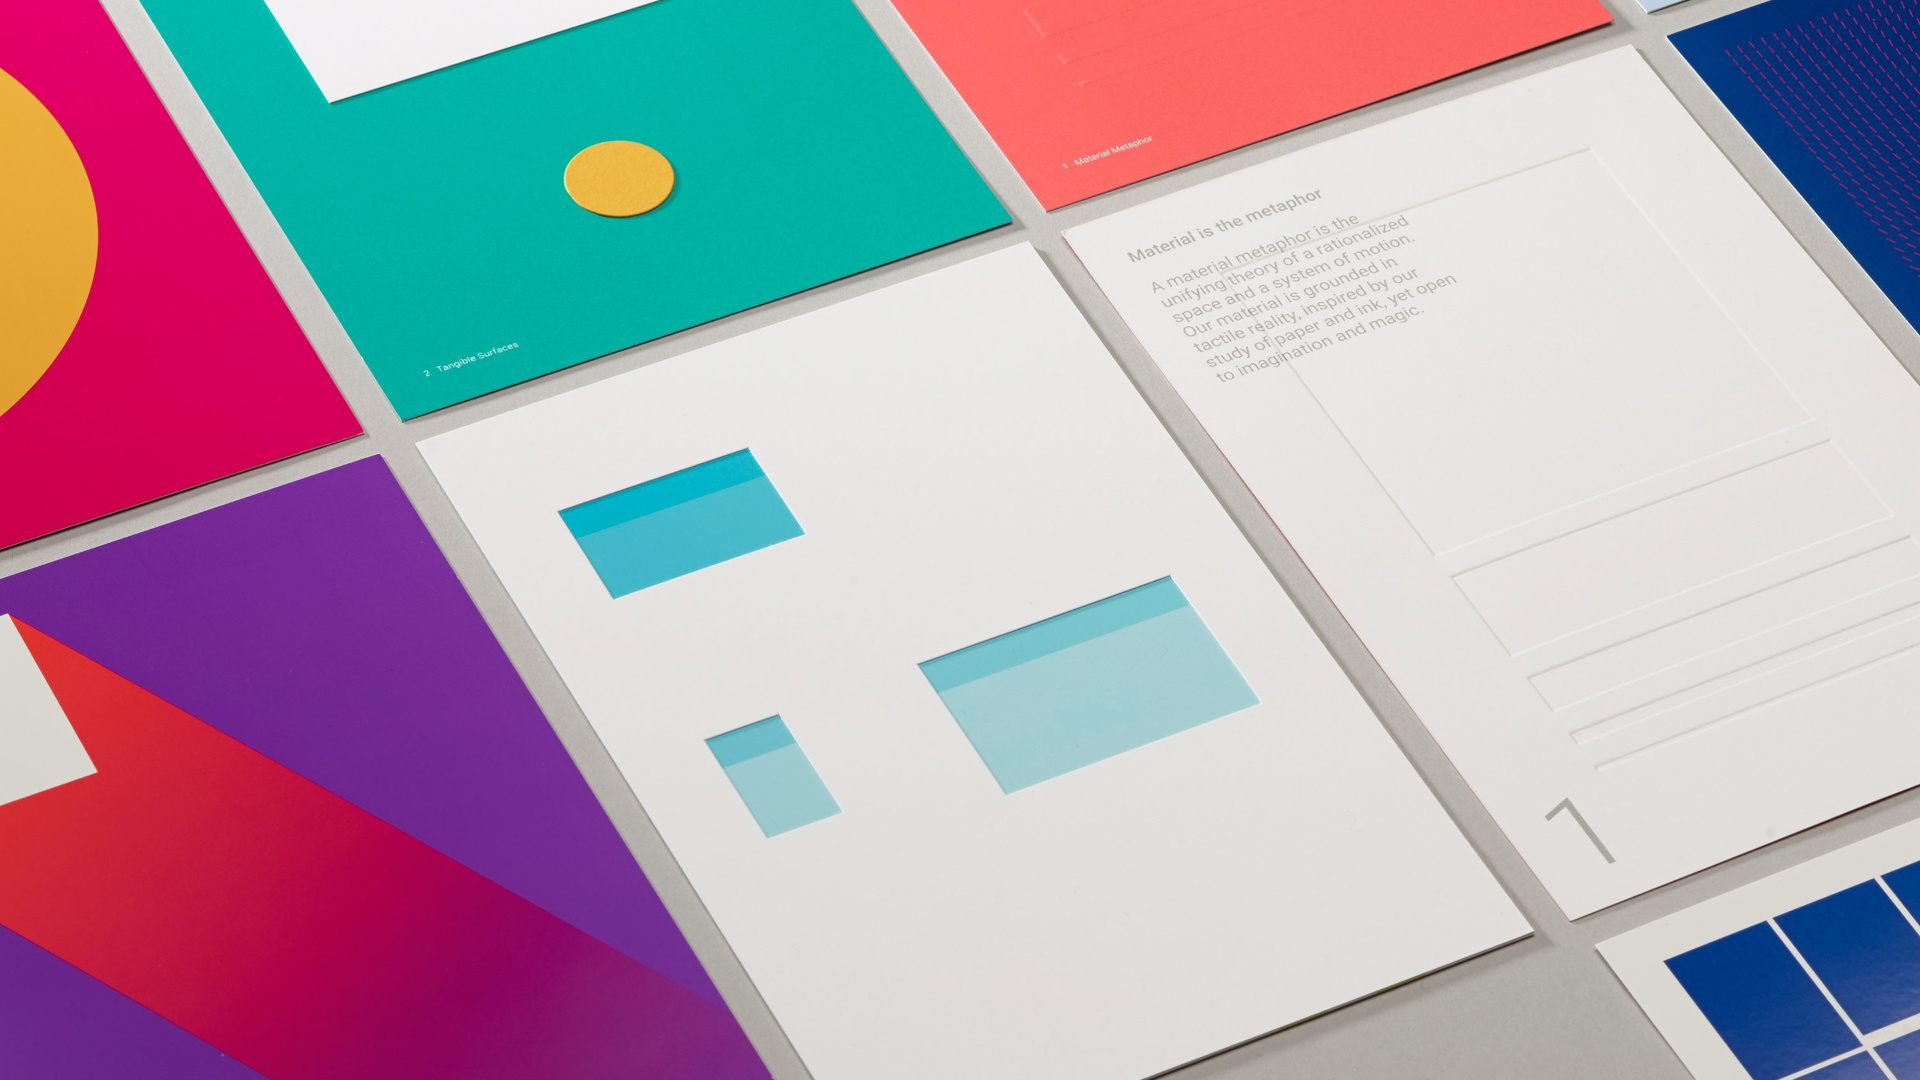 1 Material Metaphor
2 Tangible Surfaces
Material is the metaphor
A material metaphor is the
unifying theory of a rationalized
space and a system of motion.
Our material is grounded in
tactile reality, inspired by our
study of paper and ink, yet open
to imagination and magic.
1